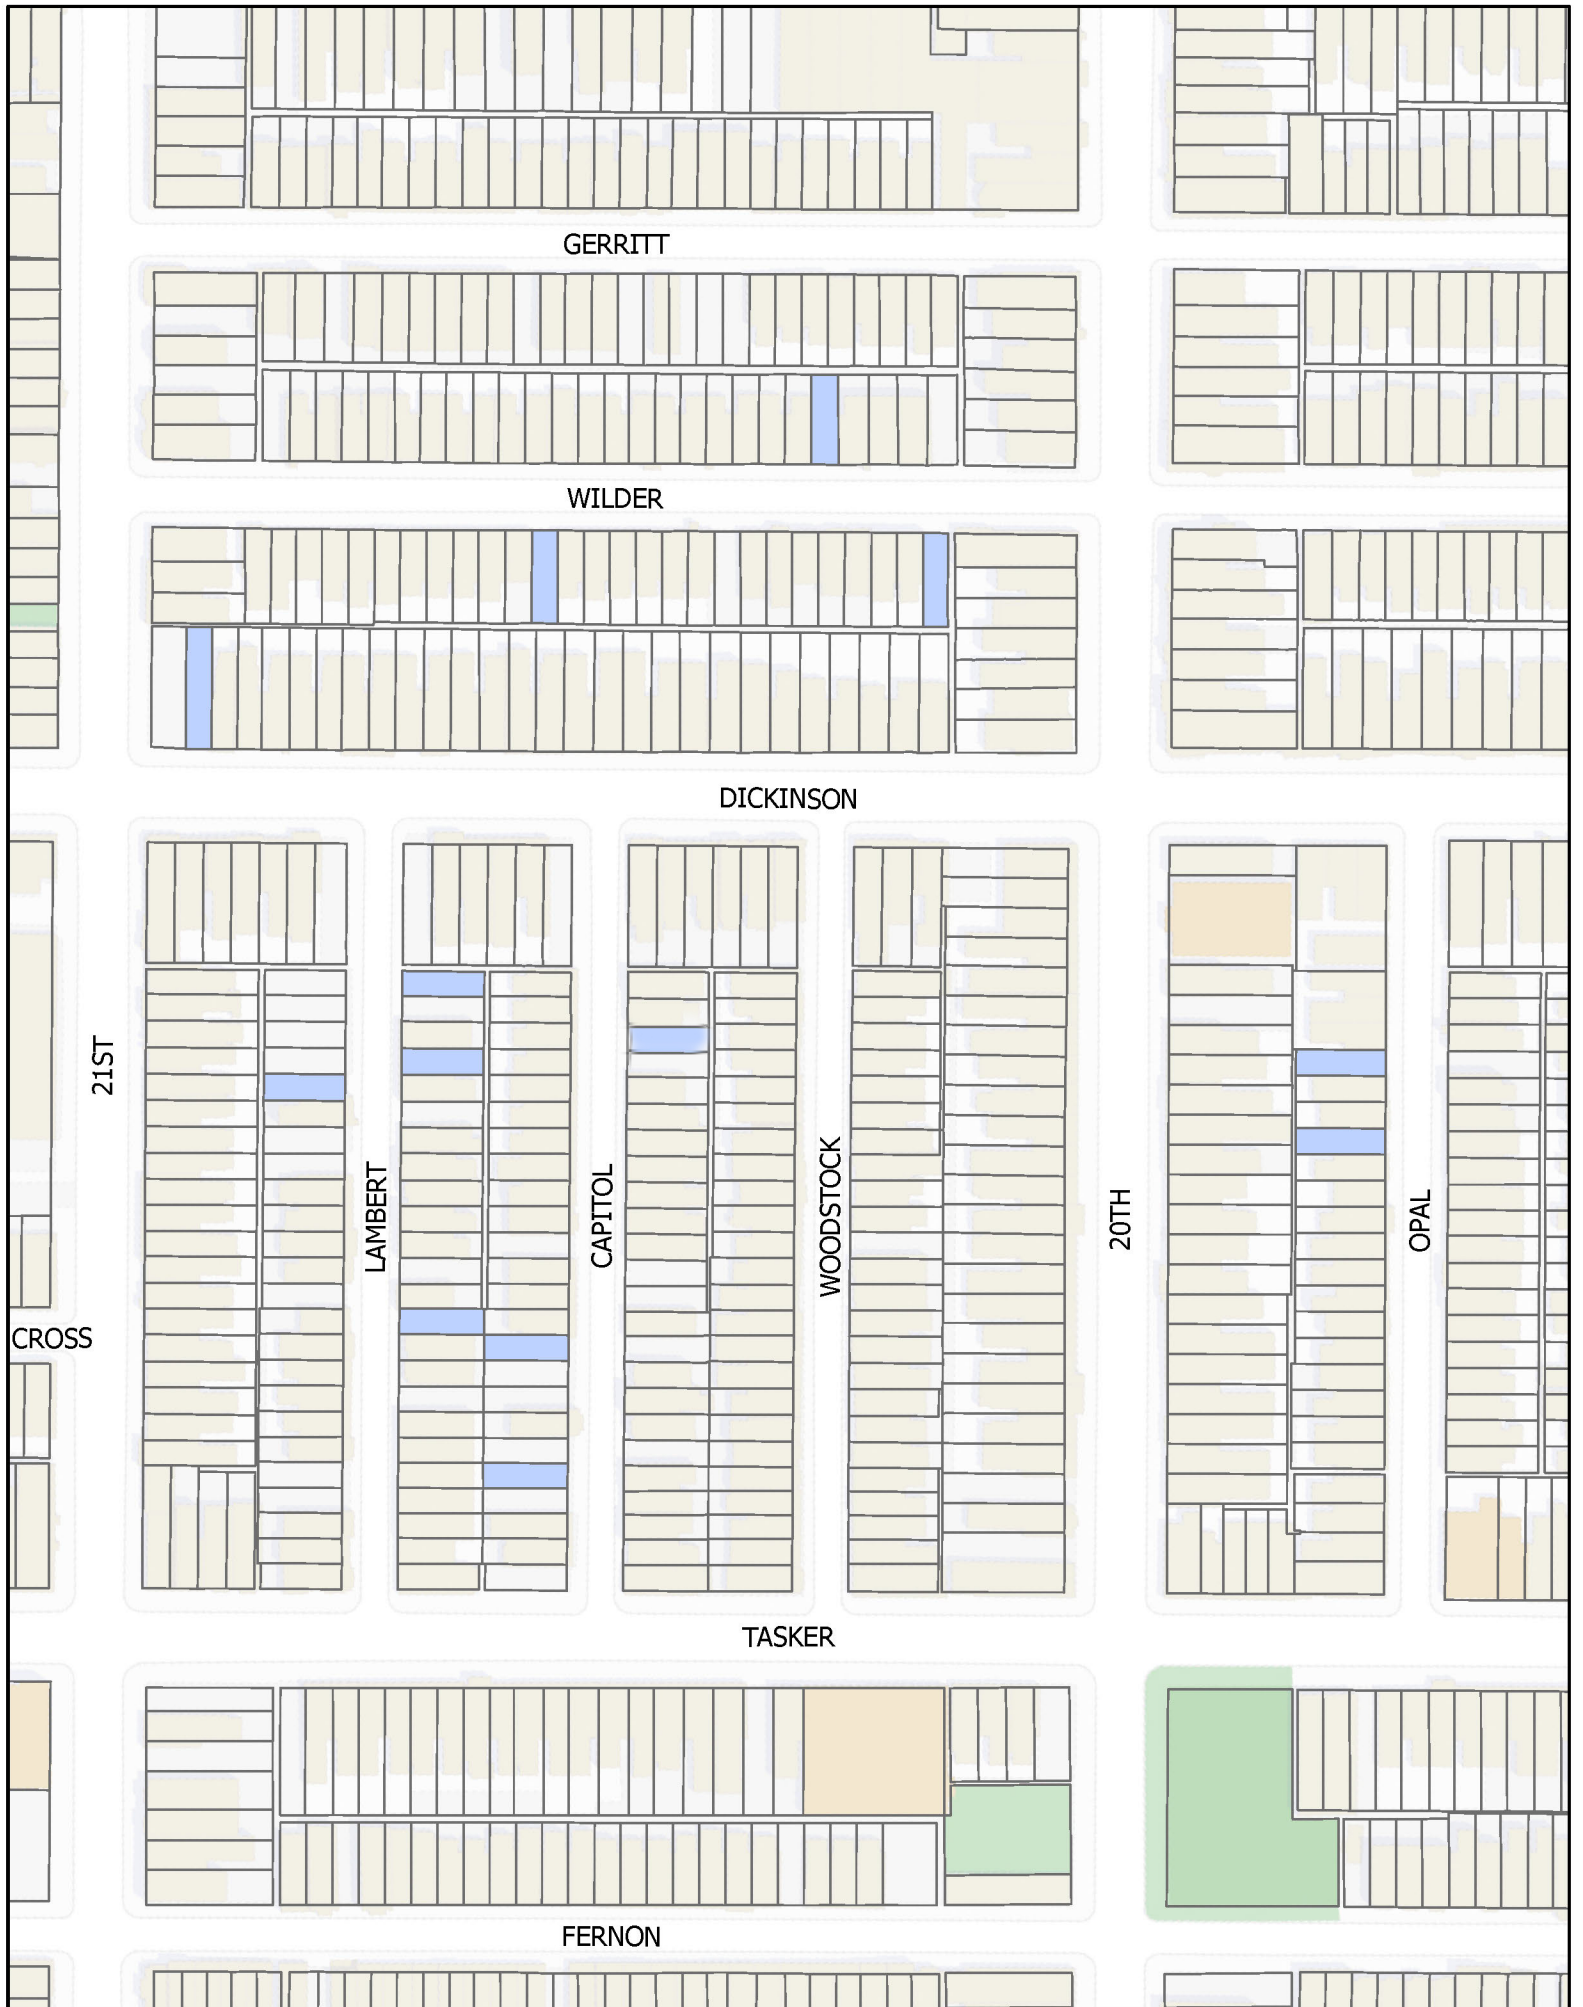 GERRITT
WILDER
DICKINSON
21ST
LAMBERT
CAPITOL
WOODSTOCK
20TH
OPAL
CROSS
TASKER
FERNON